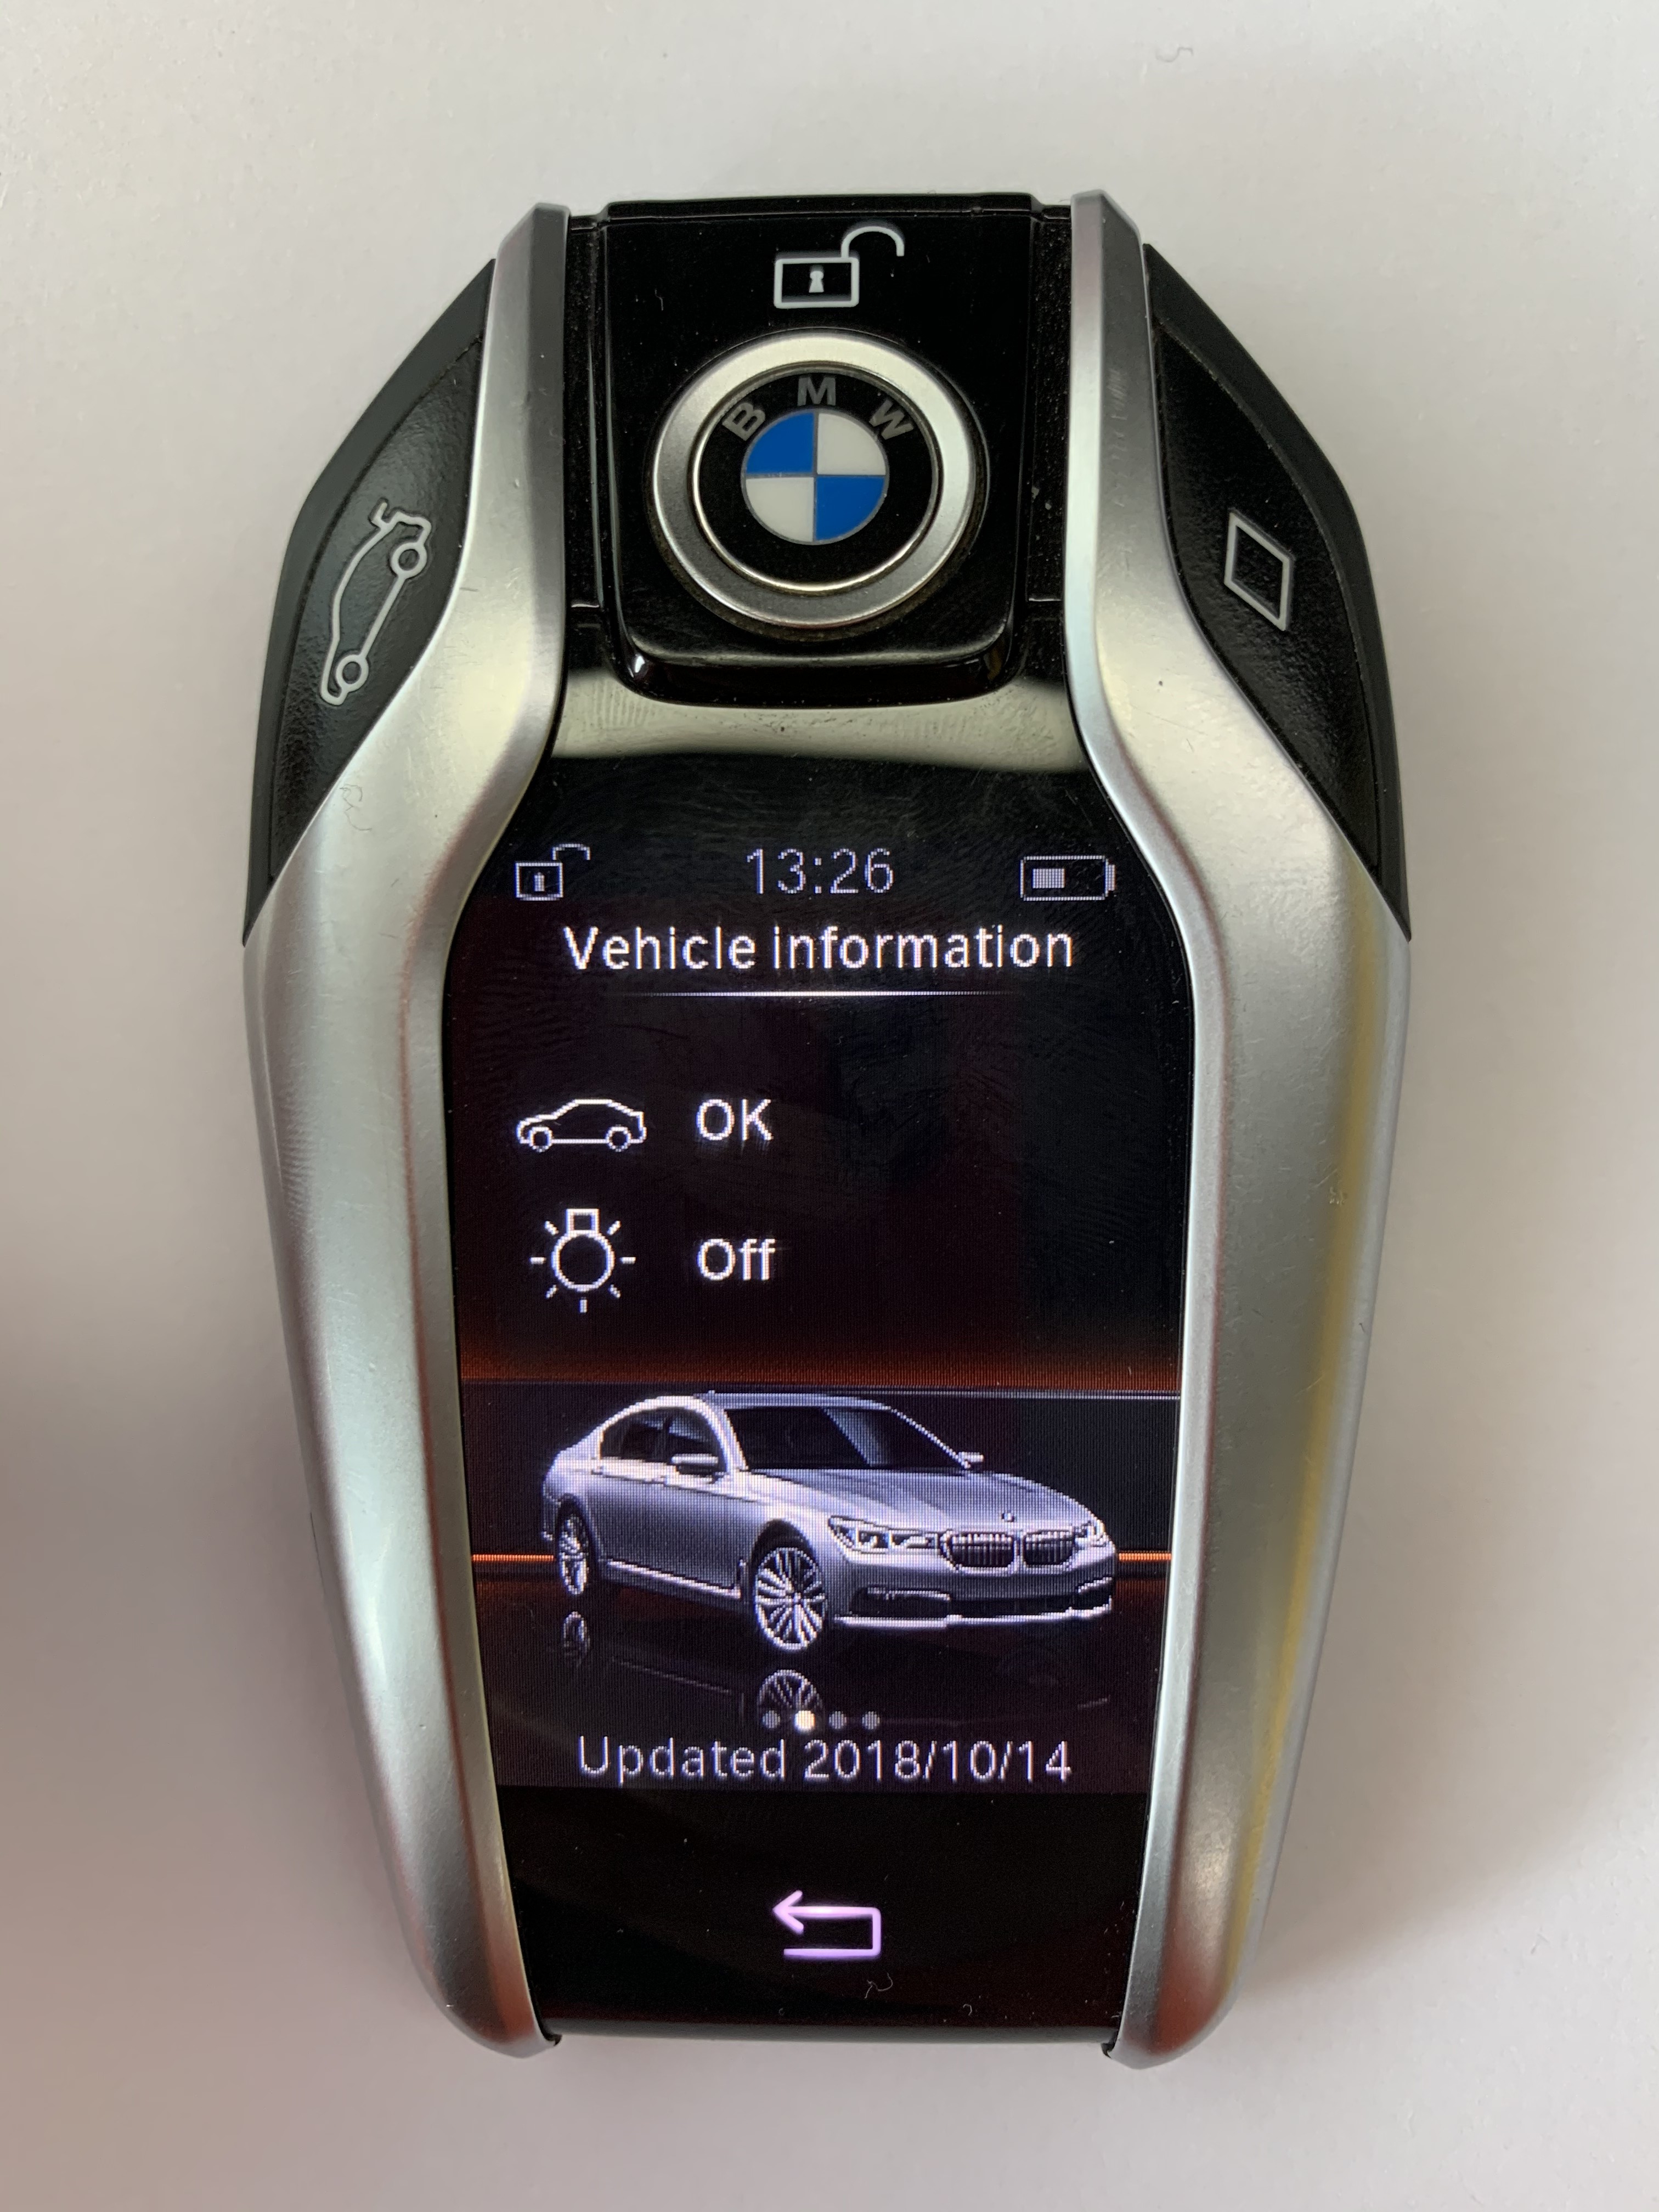 BMW
13:26
Vehicle information
OK
Off
Updated 2018/10/14